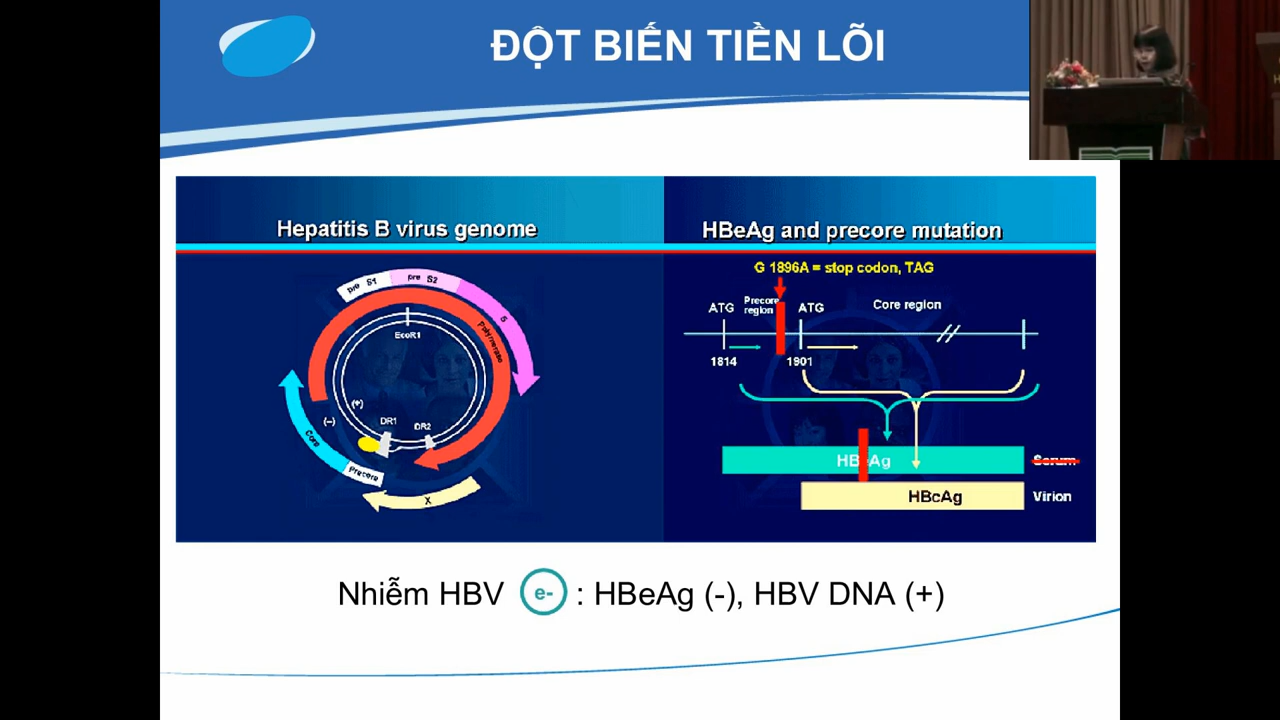 ĐỘT BIẾN TIỀN LÕI
Hepatitis B virus genome
pre S1
pre S2
S
Polymerase
EcoR1
(+)
(–)
DR1
DR2
Core
Precore
X
HBeAg and precore mutation
G 1896A = stop codon, TAG
ATG
Precore
region
ATG
Core region
1814
1901
HBeAg
Serum
HBcAg
Virion
Nhiễm HBV e- : HBeAg (-), HBV DNA (+)